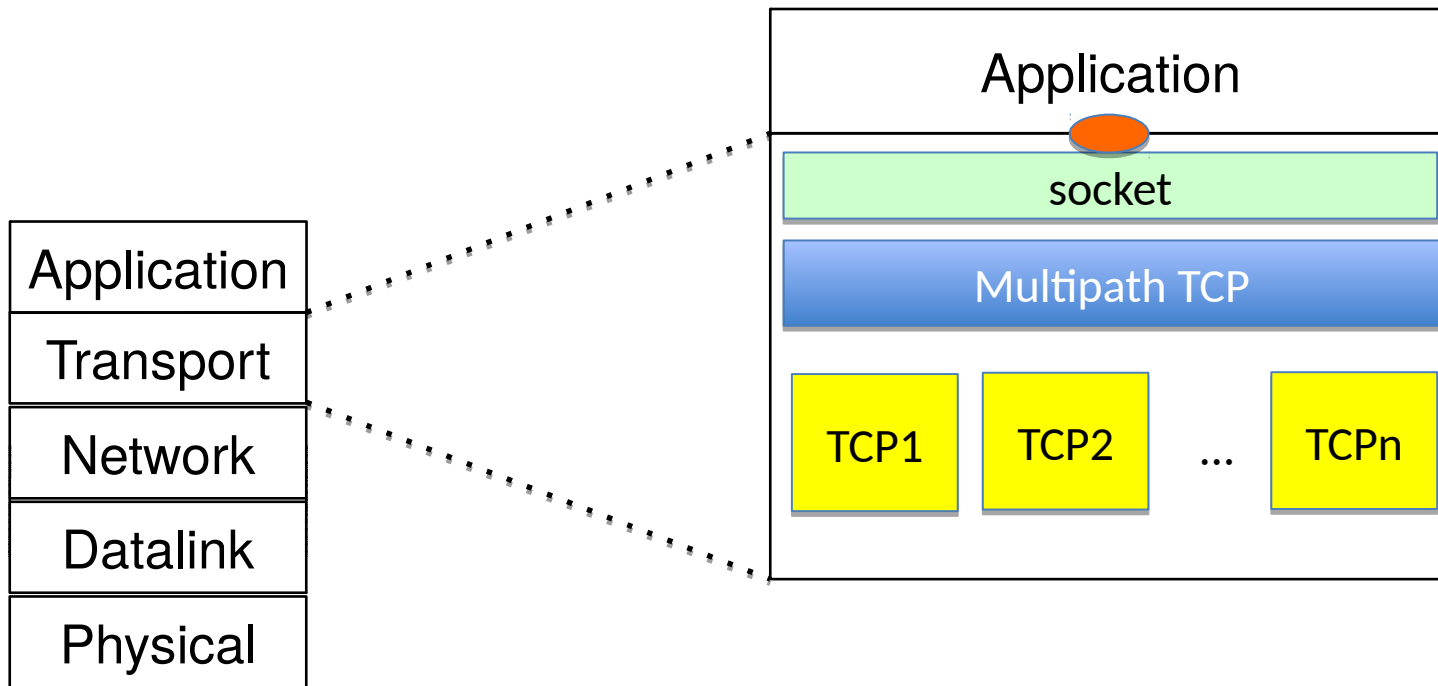 Application
Transport
Network
Datalink
Physical
Application
socket
Multipath TCP
TCP1 TCP2 ... TCPn